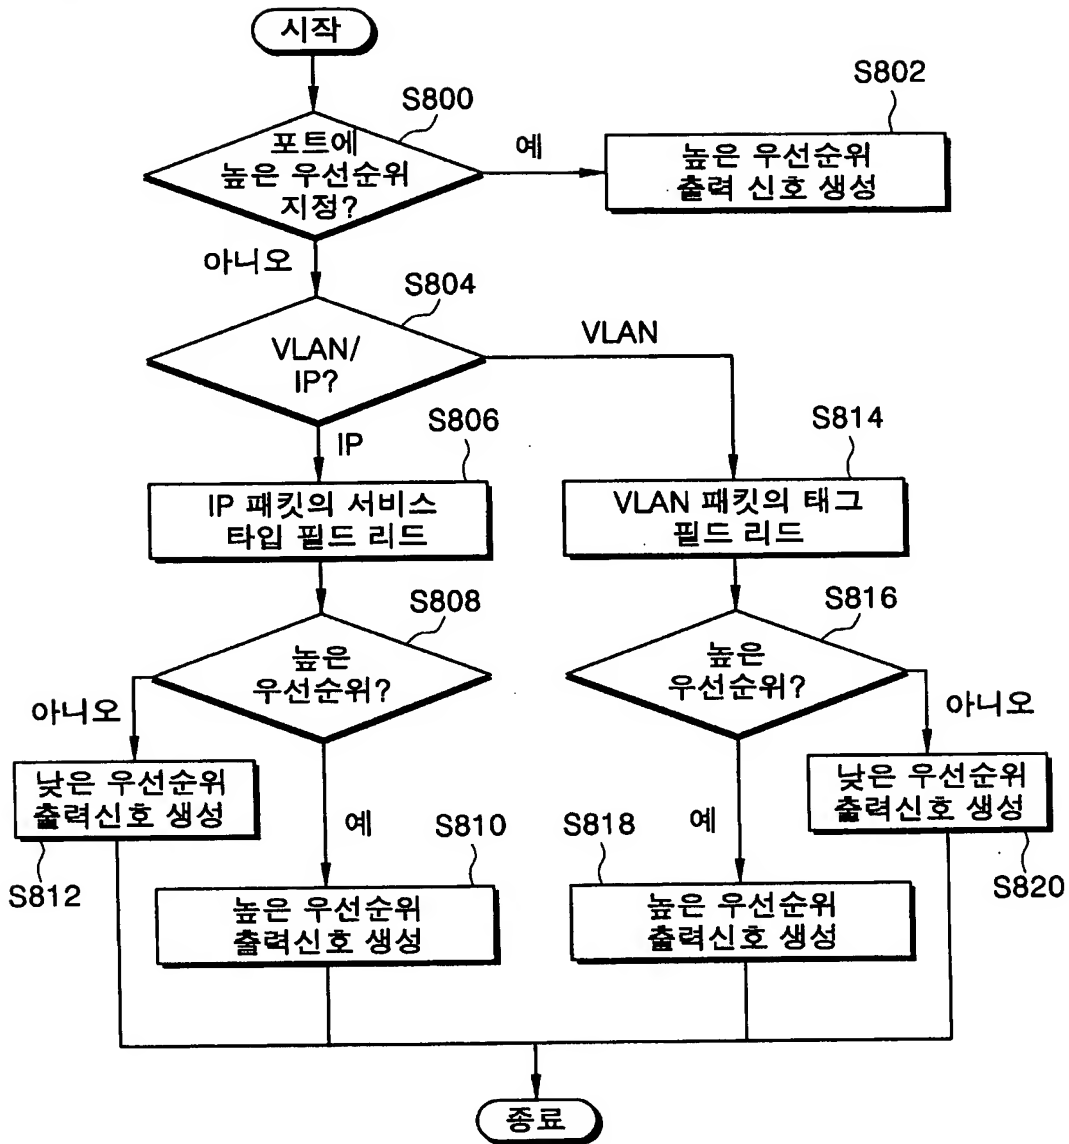 시작
S800
포트에
높은 우선순위
지정?
예
S802
높은 우선순위
출력 신호 생성
아니오
S804
VLAN/
IP?
VLAN
IP
S806
IP 패킷의 서비스
타입 필드 리드
S814
VLAN 패킷의 태그
필드 리드
S808
높은
우선순위?
S816
높은
우선순위?
아니오
낮은 우선순위
출력신호 생성
S812
예
S810
높은 우선순위
출력신호 생성
예
S818
높은 우선순위
출력신호 생성
아니오
낮은 우선순위
출력신호 생성
S820
종료